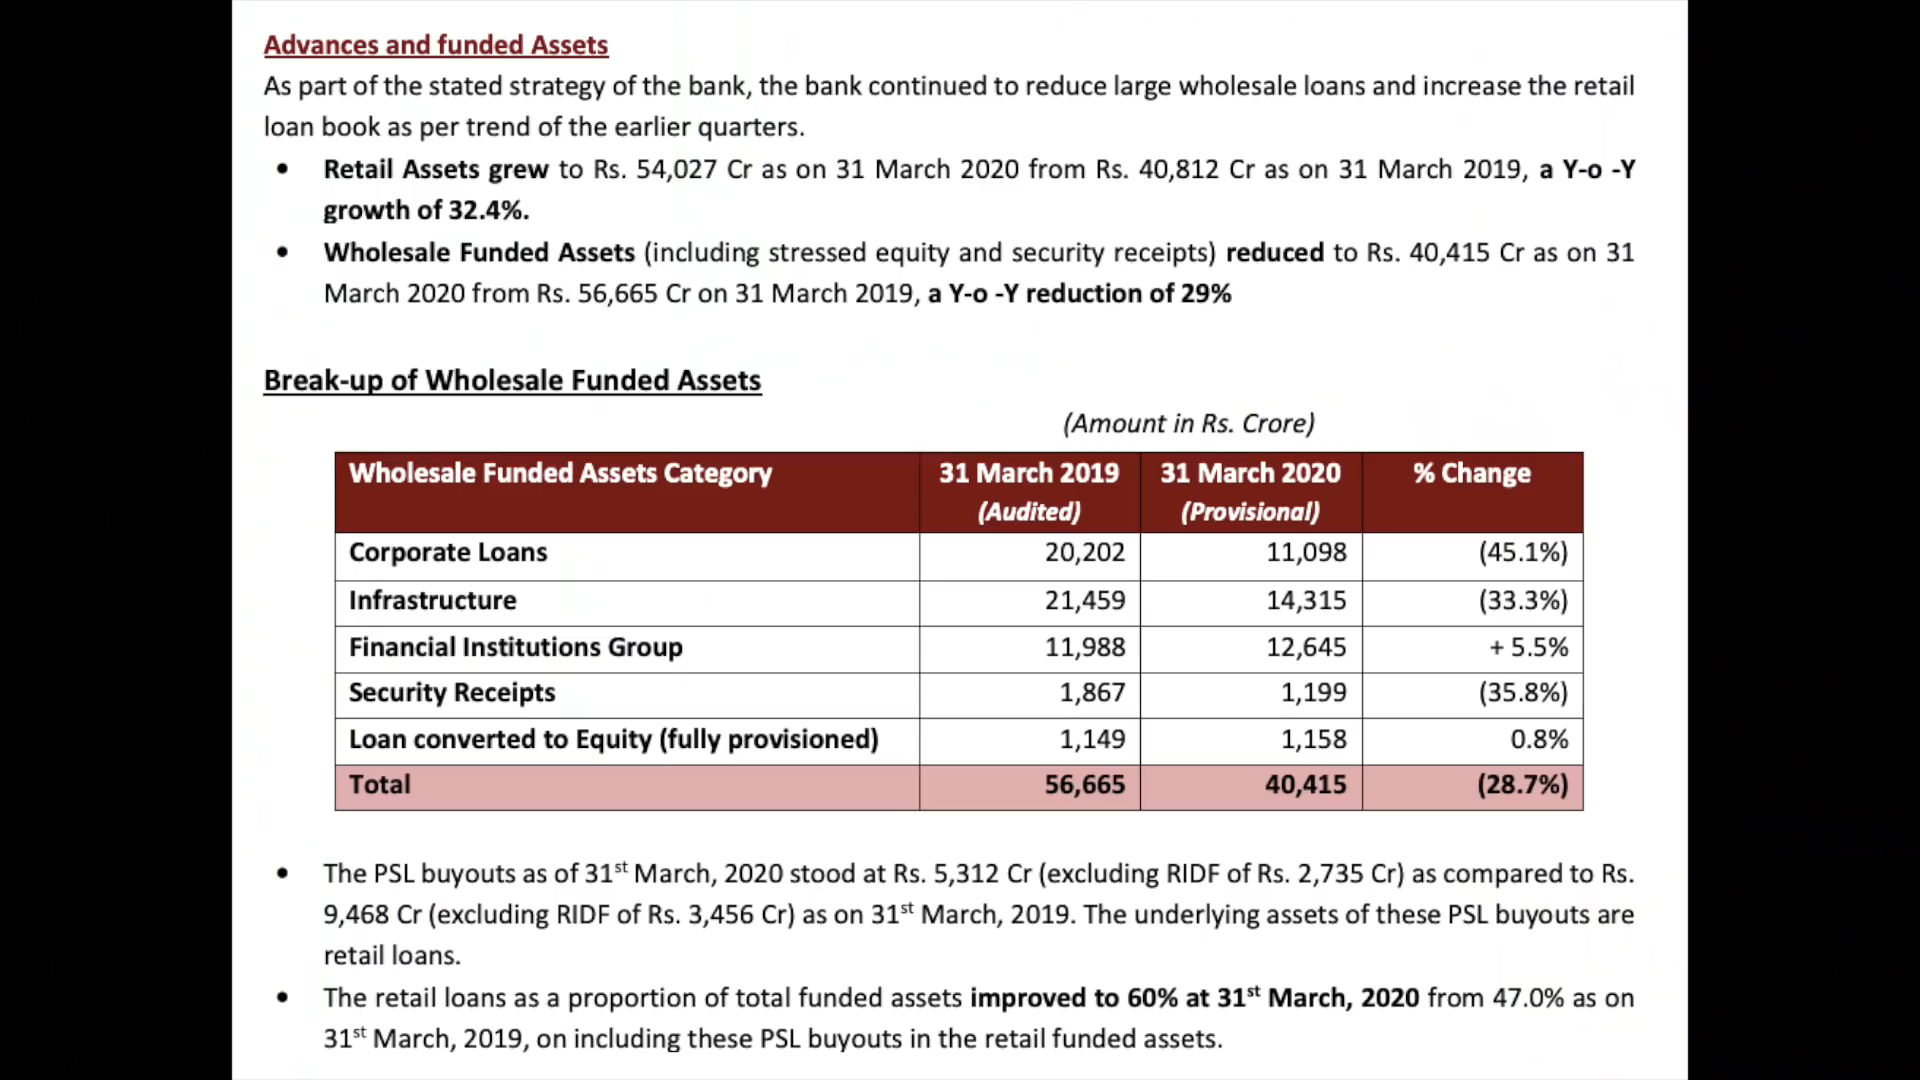 Advances and funded Assets
As part of the stated strategy of the bank, the bank continued to reduce large wholesale loans and increase the retail
loan book as per trend of the earlier quarters.
• Retail Assets grew to Rs. 54,027 Cr as on 31 March 2020 from Rs. 40,812 Cr as on 31 March 2019, a Y-o -Y
growth of 32.4%.
• Wholesale Funded Assets (including stressed equity and security receipts) reduced to Rs. 40,415 Cr as on 31
March 2020 from Rs. 56,665 Cr on 31 March 2019, a Y-o -Y reduction of 29%
Break-up of Wholesale Funded Assets
(Amount in Rs. Crore)
Wholesale Funded Assets Category 31 March 2019 31 March 2020 % Change
(Audited) (Provisional)
Corporate Loans 20,202 11,098 (45.1%)
Infrastructure 21,459 14,315 (33.3%)
Financial Institutions Group 11,988 12,645 + 5.5%
Security Receipts 1,867 1,199 (35.8%)
Loan converted to Equity (fully provisioned) 1,149 1,158 0.8%
Total 56,665 40,415 (28.7%)
• The PSL buyouts as of 31st March, 2020 stood at Rs. 5,312 Cr (excluding RIDF of Rs. 2,735 Cr) as compared to Rs.
9,468 Cr (excluding RIDF of Rs. 3,456 Cr) as on 31st March, 2019. The underlying assets of these PSL buyouts are
retail loans.
• The retail loans as a proportion of total funded assets improved to 60% at 31st March, 2020 from 47.0% as on
31st March, 2019, on including these PSL buyouts in the retail funded assets.